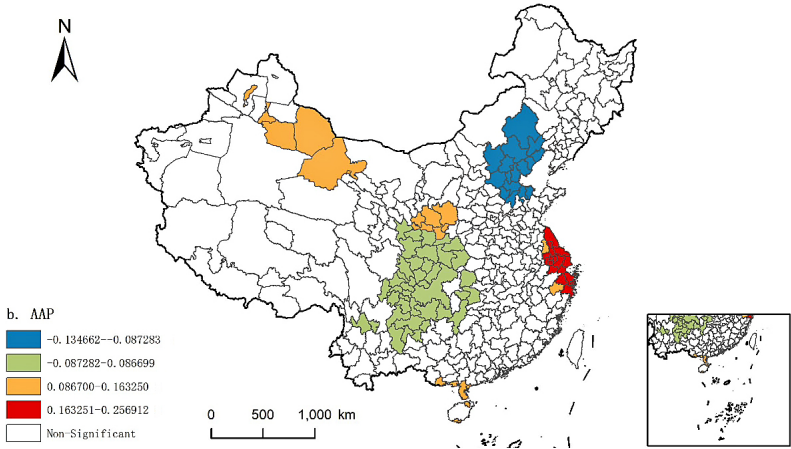 N
b. AAP
-0.134662--0.087283
-0.087282-0.086699
0.086700-0.163250
0.163251-0.256912
Non-Significant
0 500 1,000 km